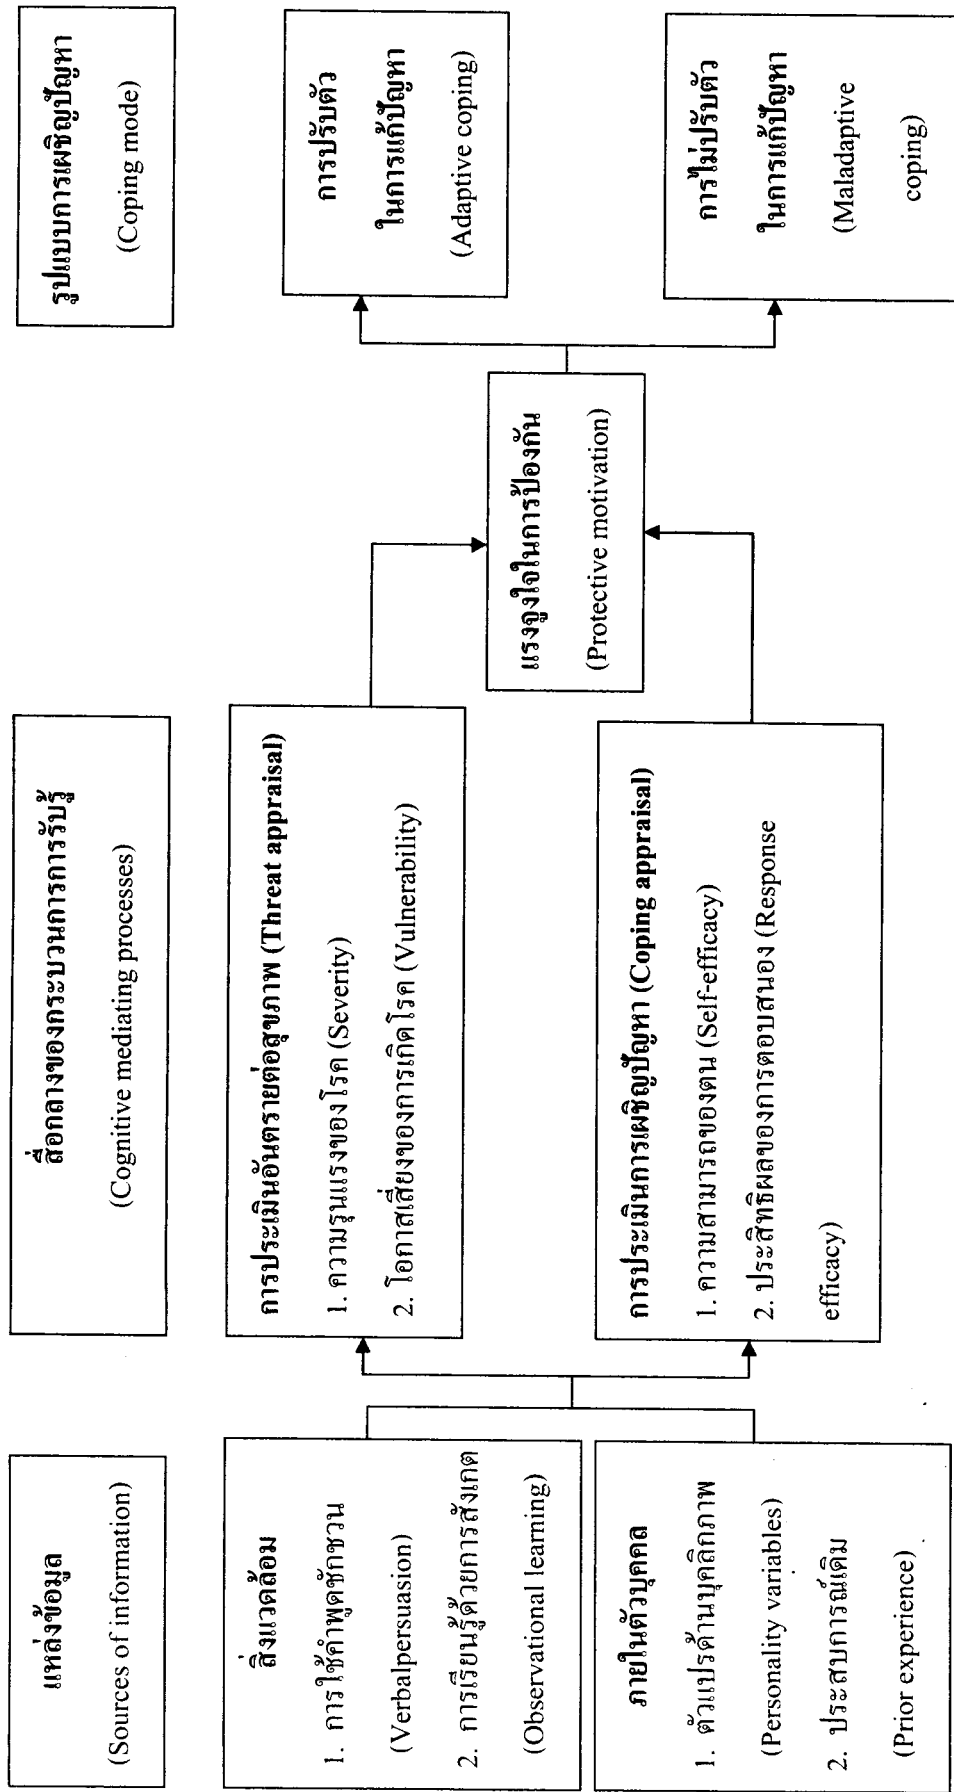 แหล่งข้อมูล
(Sources of information)
สื่อกลางของกระบวนการรับรู้
(Cognitive mediating processes)
รูปแบบการเผชิญปัญหา
(Coping mode)
สิ่งแวดล้อม
1. การใช้คำพูดชักชวน
(Verbalpersuasion)
2. การเรียนรู้ด้วยการสังเกต
(Observational learning)
ภายในตัวบุคคล
1. ตัวแปรด้านบุคลิกภาพ
(Personality variables)
2. ประสบการณ์เดิม
(Prior experience)
การประเมินอันตรายต่อสุขภาพ (Threat appraisal)
1. ความรุนแรงของโรค (Severity)
2. โอกาสเสี่ยงของการเกิดโรค (Vulnerability)
การประเมินการเผชิญปัญหา (Coping appraisal)
1. ความสามารถของตน (Self-efficacy)
2. ประสิทธิผลของการตอบสนอง (Response
efficacy)
แรงจูงใจในการป้องกัน
(Protective motivation)
การปรับตัว
ในการแก้ปัญหา
(Adaptive coping)
การไม่ปรับตัว
ในการแก้ปัญหา
(Maladaptive
coping)